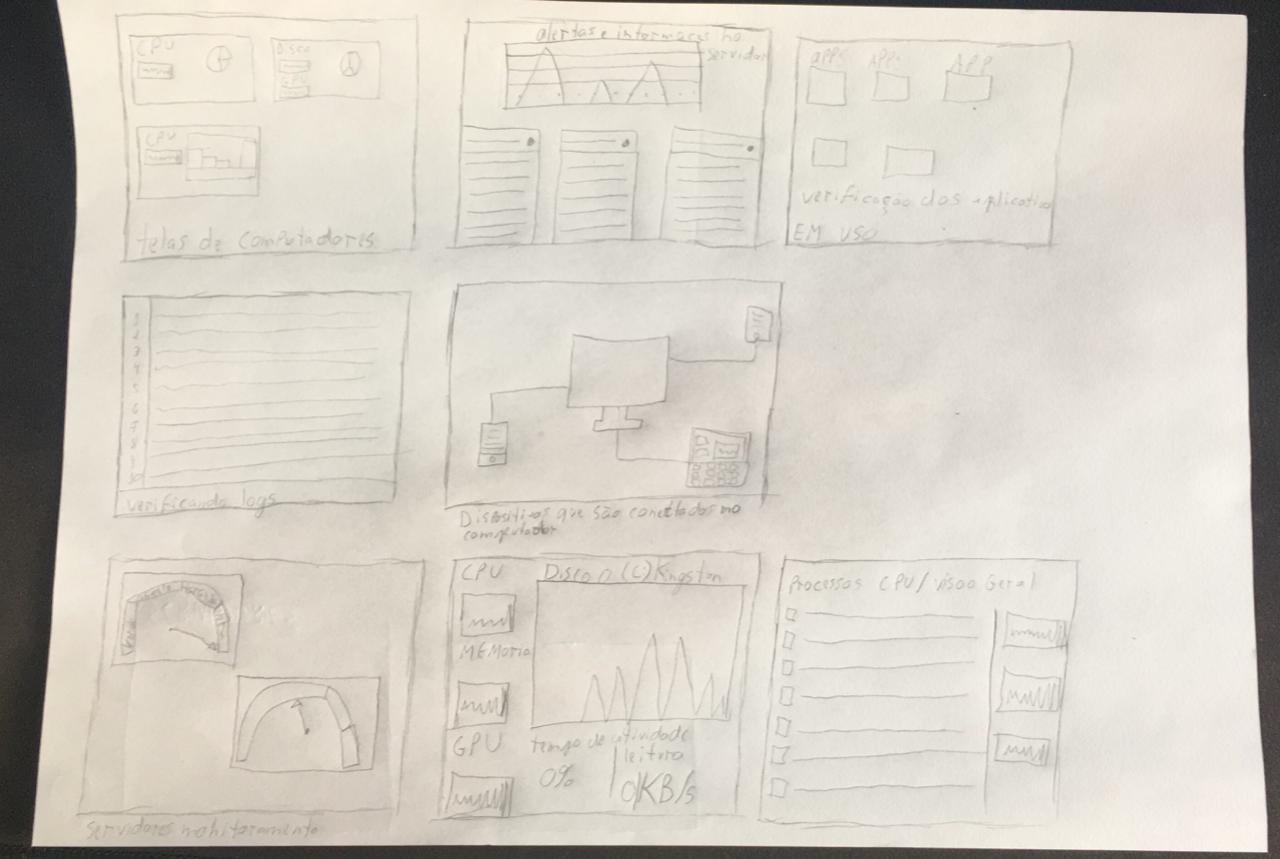 CPU
Disco
GPU
CPU
telas de computadores
alertas e informações no
servidor
APPS
APPS
APP
verificação dos aplicativos
EM USO
1
2
3
4
5
6
7
8
9
10
verificando logs
Dispositivos que são conectados no
computador
servidores monitoramento
CPU
MEMoria
GPU
Disco 0 (C) Kingston
tempo de atividade
0%
leitura
0KB/s
Processos CPU/visao Geral